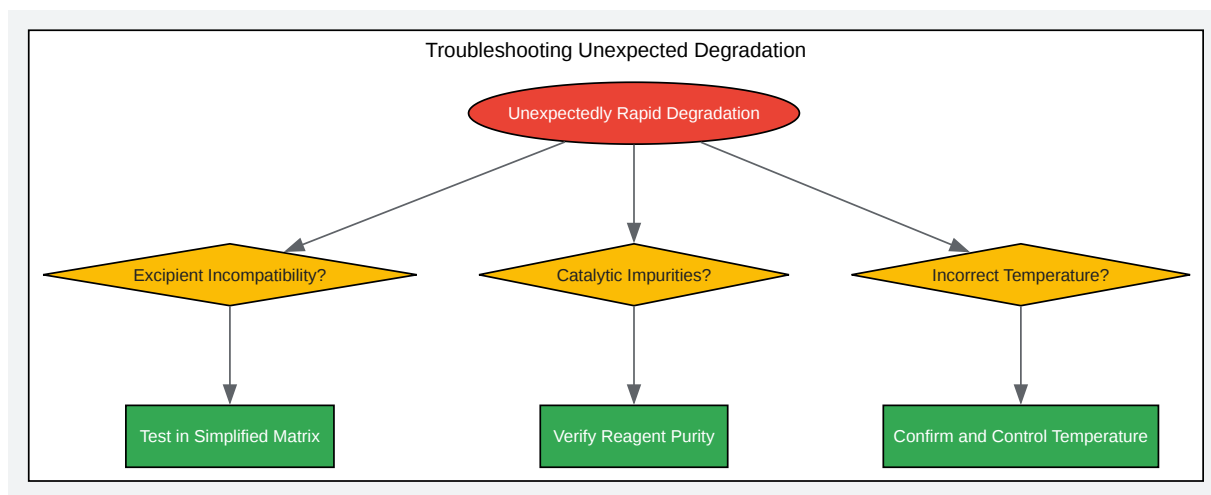 Troubleshooting Unexpected Degradation
Unexpectedly Rapid Degradation
Excipient Incompatibility?
Catalytic Impurities?
Incorrect Temperature?
Test in Simplified Matrix
Verify Reagent Purity
Confirm and Control Temperature